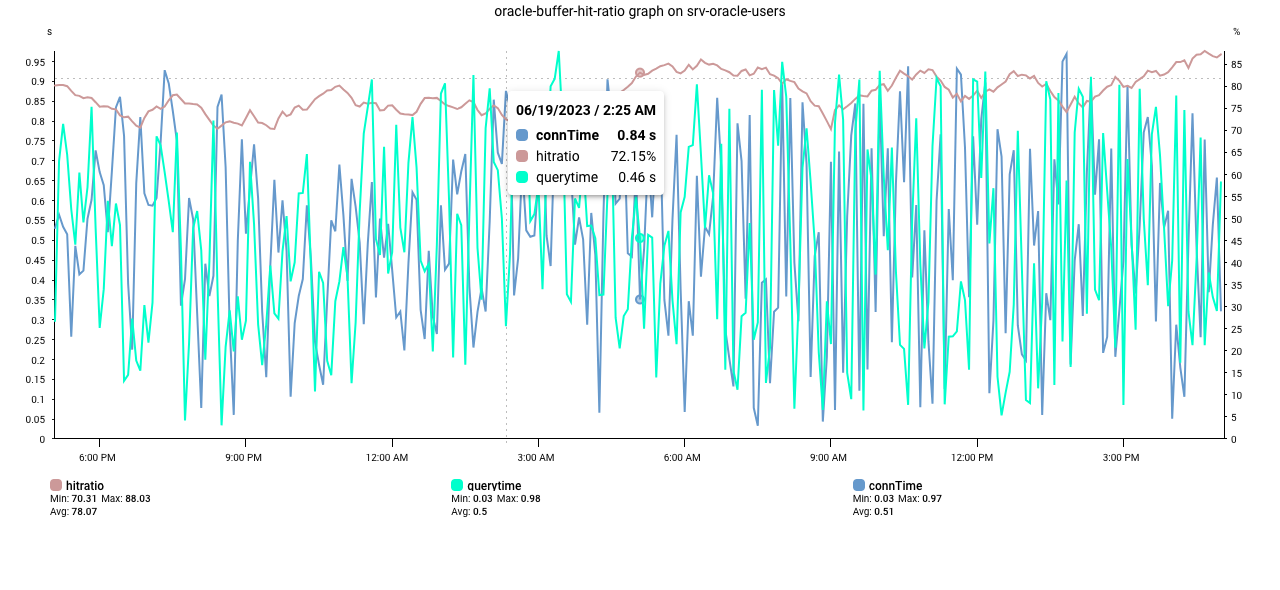 oracle-buffer-hit-ratio graph on srv-oracle-users
s
%
0.95
0.9
0.85
0.8
0.75
0.7
0.65
0.6
0.55
0.5
0.45
0.4
0.35
0.3
0.25
0.2
0.15
0.1
0.05
0
85
80
75
70
65
60
55
50
45
40
35
30
25
20
15
10
5
0
06/19/2023 / 2:25 AM
connTime 0.84 s
hitratio 72.15%
querytime 0.46 s
6:00 PM 9:00 PM 12:00 AM 3:00 AM 6:00 AM 9:00 AM 12:00 PM 3:00 PM
hitratio
Min: 70.31 Max: 88.03
Avg: 78.07
querytime
Min: 0.03 Max: 0.98
Avg: 0.5
connTime
Min: 0.03 Max: 0.97
Avg: 0.51